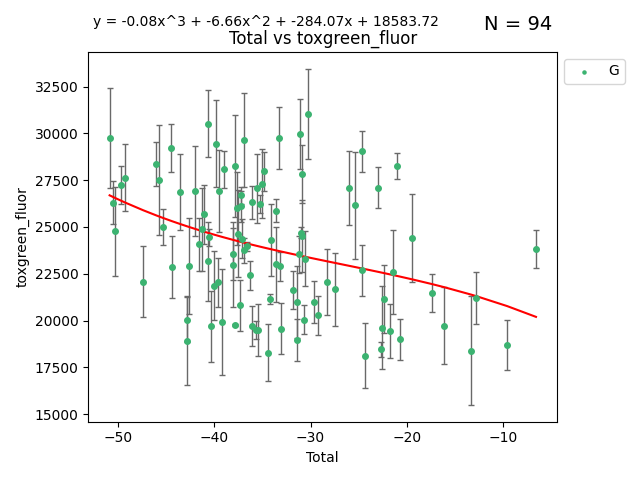 y = -0.08x^3 + -6.66x^2 + -284.07x + 18583.72
N = 94
Total vs toxgreen_fluor
G
toxgreen_fluor
32500
30000
27500
25000
22500
20000
17500
15000
−50
−40
−30
−20
−10
Total